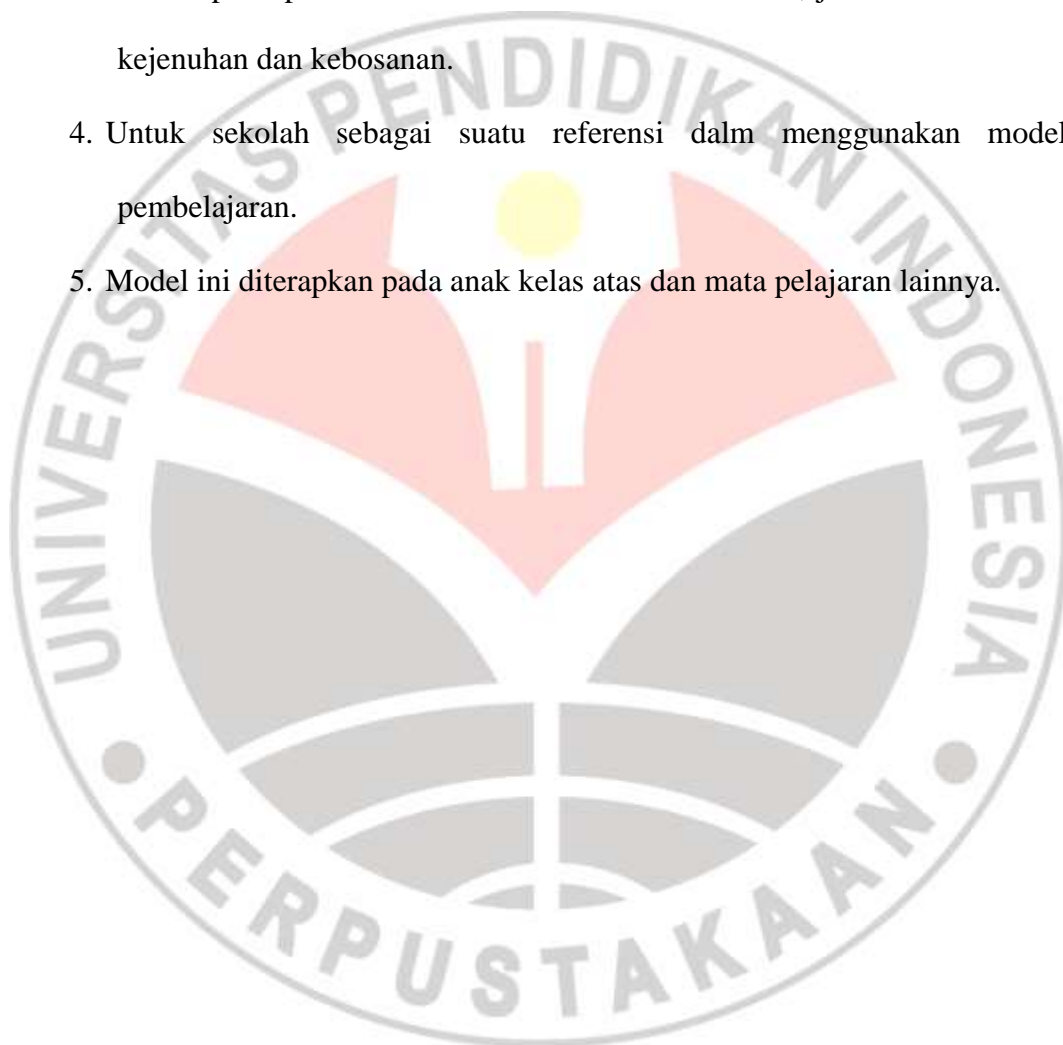 kejenuhan dan kebosanan.
4. Untuk sekolah sebagai suatu referensi dalm menggunakan model
pembelajaran.
5. Model ini diterapkan pada anak kelas atas dan mata pelajaran lainnya.
UNIVERSITAS PENDIDIKAN INDONESIA
PERPUSTAKAAN